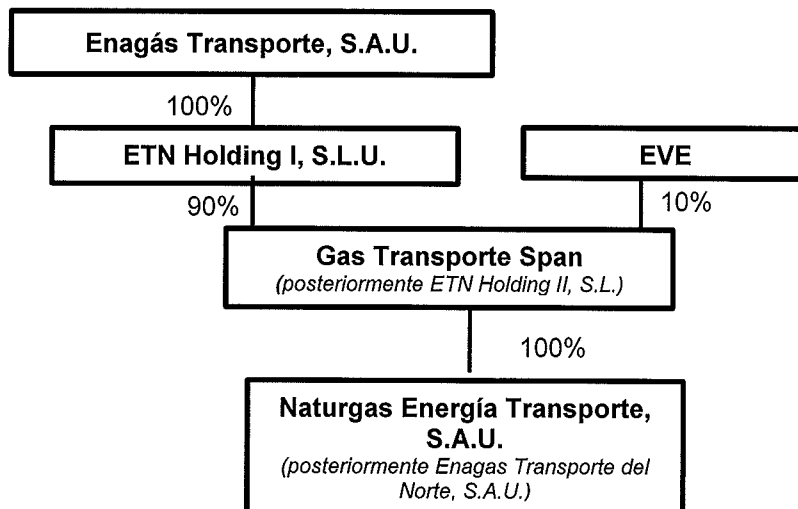 Enagás Transporte, S.A.U.
100%
ETN Holding I, S.L.U.
EVE
90%
10%
Gas Transporte Span
(posteriormente ETN Holding II, S.L.)
100%
Naturgas Energía Transporte,
S.A.U.
(posteriormente Enagas Transporte del
Norte, S.A.U.)